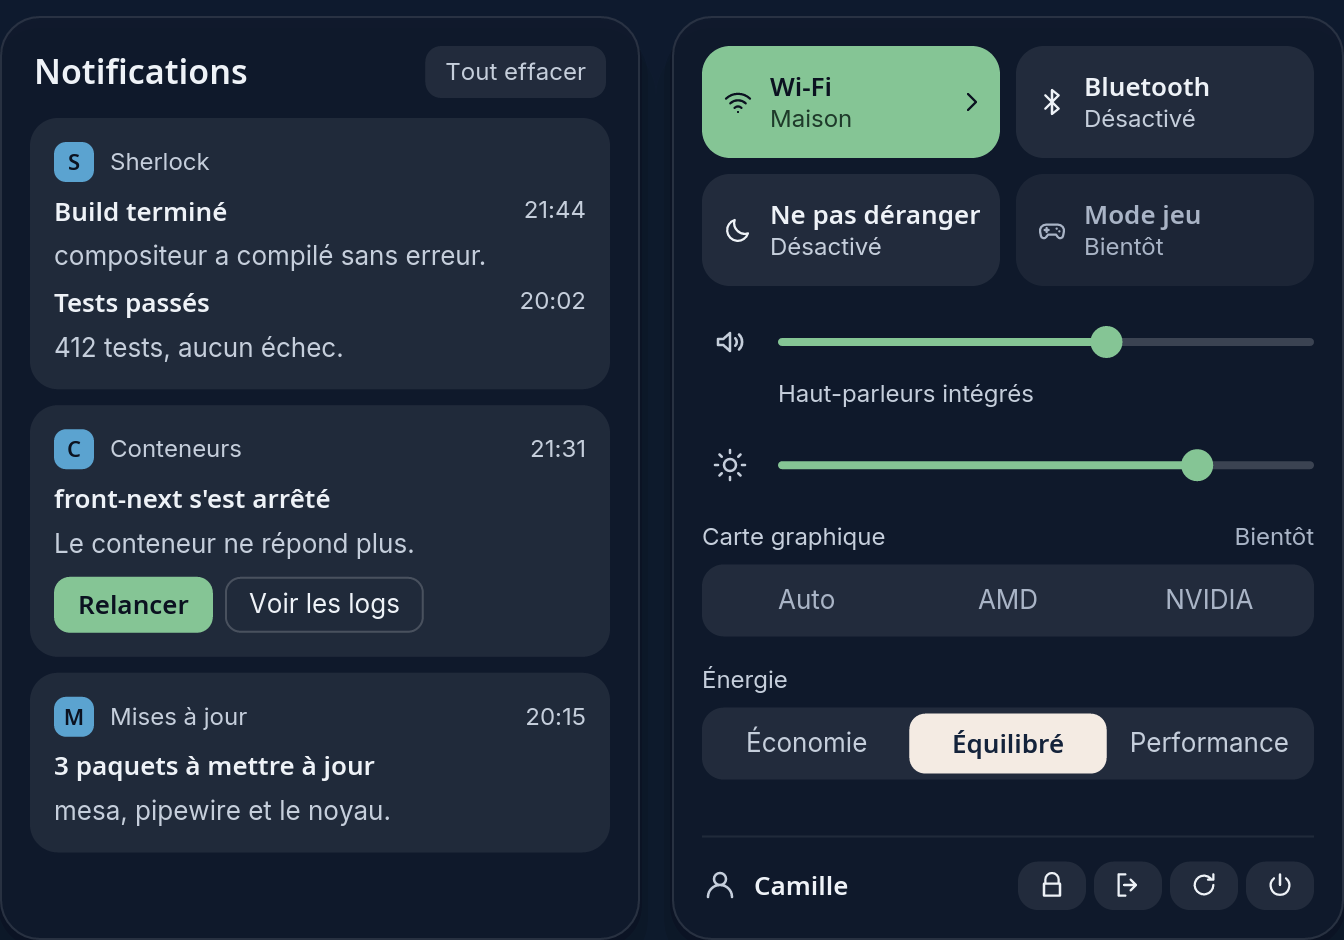 Notifications
Tout effacer
S Sherlock
Build terminé 21:44
compositeur a compilé sans erreur.
Tests passés 20:02
412 tests, aucun échec.
C Conteneurs 21:31
front-next s'est arrêté
Le conteneur ne répond plus.
Relancer Voir les logs
M Mises à jour 20:15
3 paquets à mettre à jour
mesa, pipewire et le noyau.
Wi-Fi
Maison
Bluetooth
Désactivé
Ne pas déranger
Désactivé
Mode jeu
Bientôt
Haut-parleurs intégrés
Carte graphique Bientôt
Auto AMD NVIDIA
Énergie
Économie Équilibré Performance
Camille